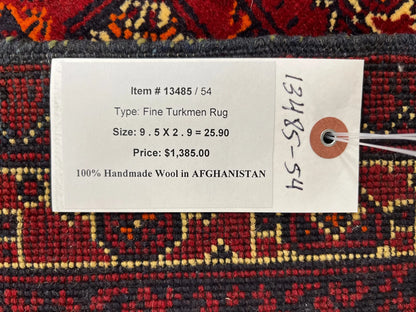 Item # 13485 / 54
Type: Fine Turkmen Rug
Size: 9 . 5 X 2 . 9 = 25.90
Price: $1,385.00
100% Handmade Wool in AFGHANISTAN
13485-54